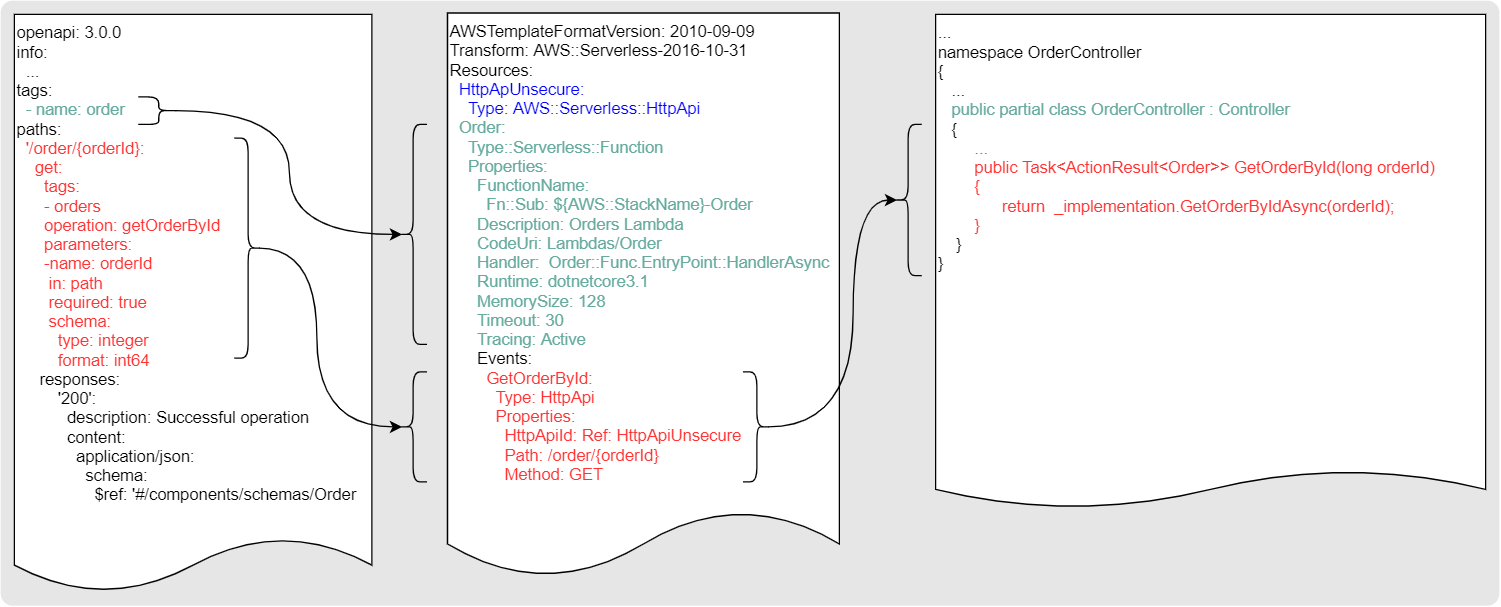 openapi: 3.0.0
info:
...
tags:
- name: order
paths:
'/order/{orderId}:
get:
tags:
- orders
operation: getOrderById
parameters:
-name: orderId
in: path
required: true
schema:
type: integer
format: int64
responses:
'200':
description: Successful operation
content:
application/json:
schema:
$ref: '#/components/schemas/Order
AWSTemplateFormatVersion: 2010-09-09
Transform: AWS::Serverless-2016-10-31
Resources:
HttpApUnsecure:
Type: AWS::Serverless::HttpApi
Order:
Type::Serverless::Function
Properties:
FunctionName:
Fn::Sub: ${AWS::StackName}-Order
Description: Orders Lambda
CodeUri: Lambdas/Order
Handler: Order::Func.EntryPoint::HandlerAsync
Runtime: dotnetcore3.1
MemorySize: 128
Timeout: 30
Tracing: Active
Events:
GetOrderById:
Type: HttpApi
Properties:
HttpApiId: Ref: HttpApiUnsecure
Path: /order/{orderId}
Method: GET
...
namespace OrderController
{
...
public partial class OrderController : Controller
{
...
public Task<ActionResult<Order>> GetOrderById(long orderId)
{
return _implementation.GetOrderByIdAsync(orderId);
}
}
}